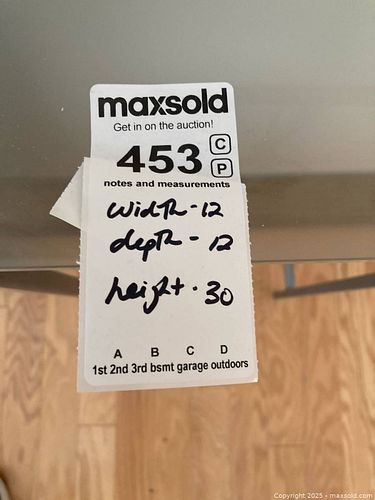 maxsold
Get in on the auction!
453 C
P
notes and measurements
width - 12
depth - 12
height - 30
A B C D
1st 2nd 3rd bsmt garage outdoors
Copyright 2025 - maxsold.com